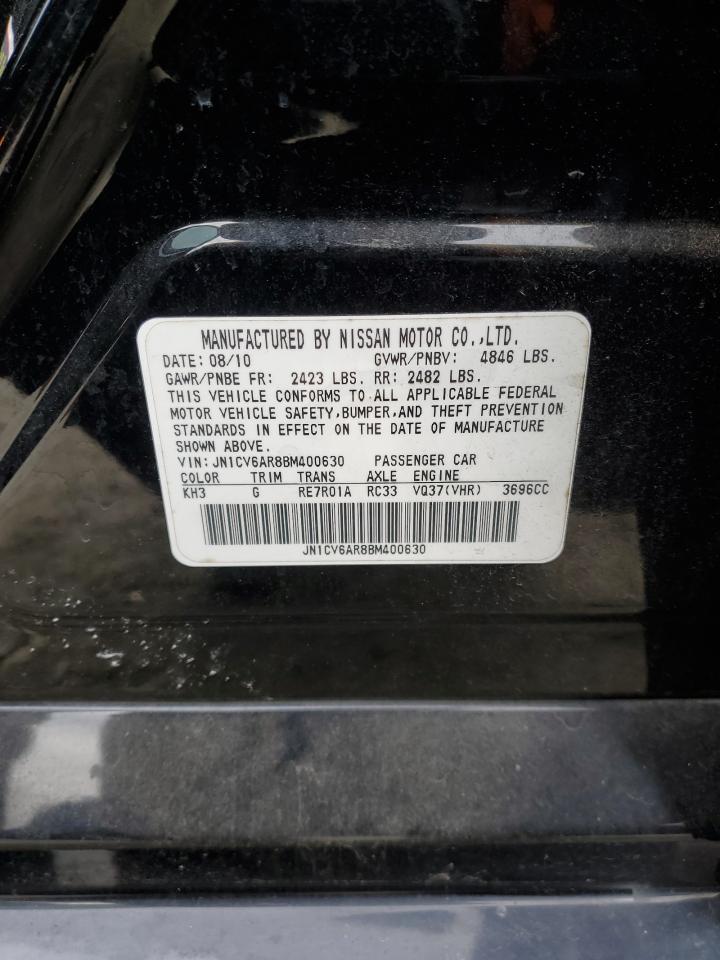 MANUFACTURED BY NISSAN MOTOR CO.,LTD.
DATE: 08/10 GVWR/PNBV: 4846 LBS.
GAWR/PNBE FR: 2423 LBS. RR: 2482 LBS.
THIS VEHICLE CONFORMS TO ALL APPLICABLE FEDERAL
MOTOR VEHICLE SAFETY,BUMPER,AND THEFT PREVENTION
STANDARDS IN EFFECT ON THE DATE OF MANUFACTURE
SHOWN ABOVE.
VIN: JN1CV6AR8BM400630 PASSENGER CAR
COLOR TRIM TRANS AXLE ENGINE
KH3 G RE7R01A RC33 VQ37(VHR) 3696CC
JN1CV6AR8BM400630